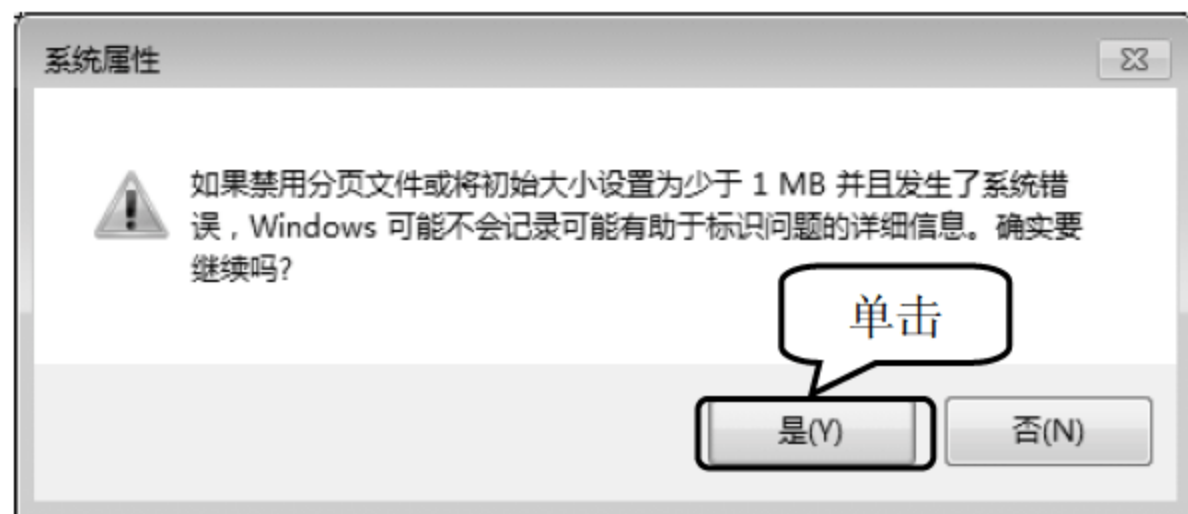 系统属性
如果禁用分页文件或将初始大小设置为少于 1 MB 并且发生了系统错
误，Windows 可能不会记录可能有助于标识问题的详细信息。确实要
继续吗?
单击
是(Y)
否(N)